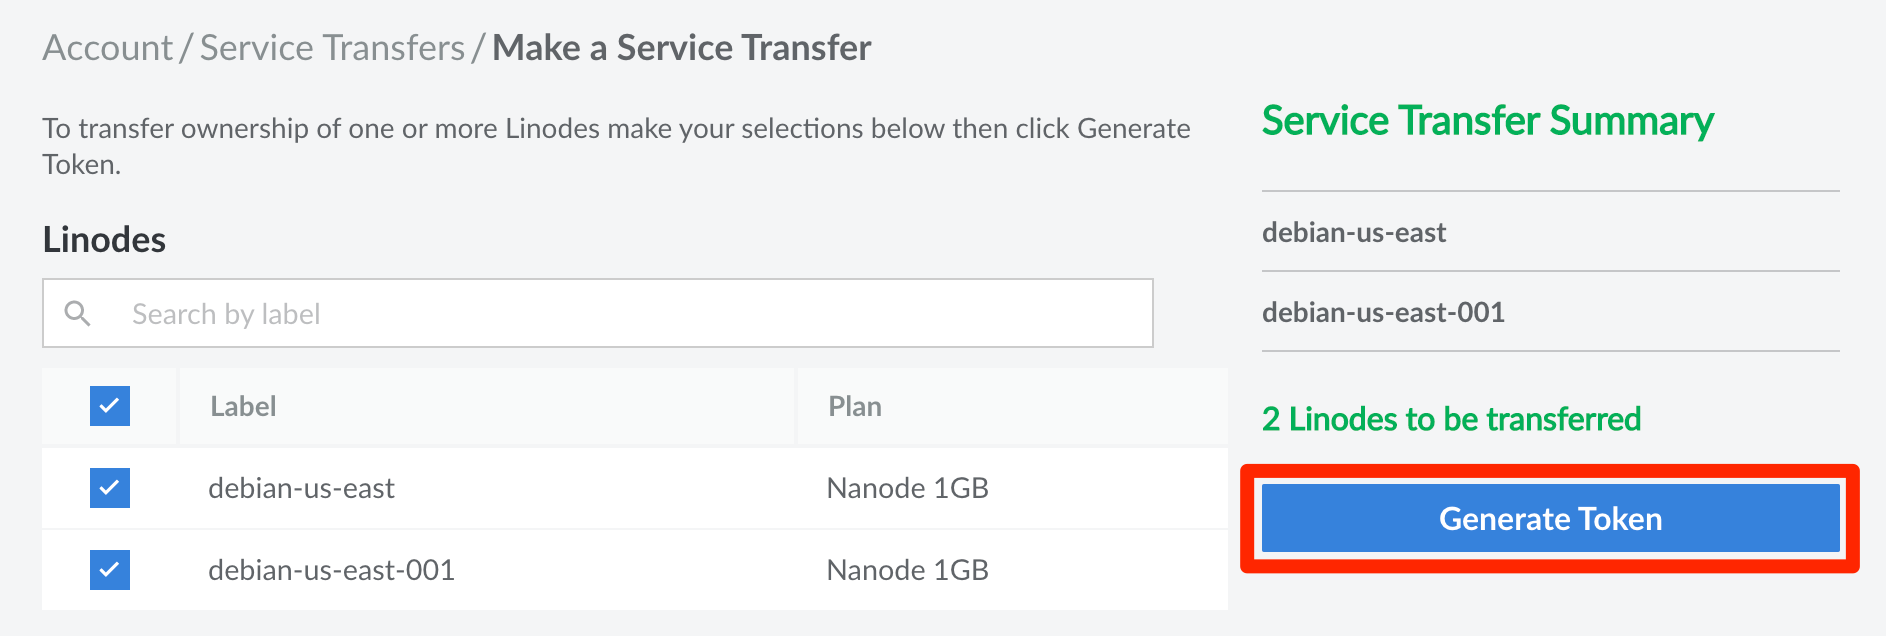 Account / Service Transfers / Make a Service Transfer
To transfer ownership of one or more Linodes make your selections below then click Generate
Token.
Linodes
Search by label
Label Plan
debian-us-east Nanode 1GB
debian-us-east-001 Nanode 1GB
Service Transfer Summary
debian-us-east
debian-us-east-001
2 Linodes to be transferred
Generate Token